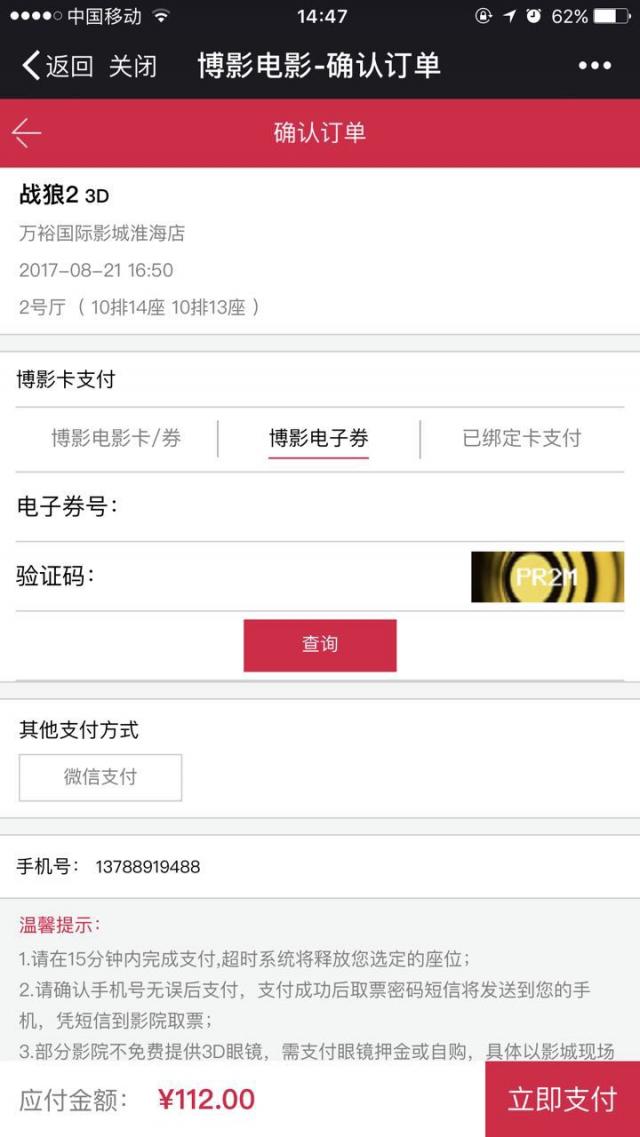 中国移动 14:47 62%
返回 关闭 博影电影-确认订单
确认订单
战狼2 3D
万裕国际影城淮海店
2017-08-21 16:50
2号厅 ( 10排14座 10排13座 )
博影卡支付
博影电影卡/券 博影电子券 已绑定卡支付
电子券号:
验证码: PR2M
查询
其他支付方式
微信支付
手机号: 13788919488
温馨提示:
1.请在15分钟内完成支付,超时系统将释放您选定的座位;
2.请确认手机号无误后支付，支付成功后取票密码短信将发送到您的手
机，凭短信到影院取票;
3.部分影院不免费提供3D眼镜，需支付眼镜押金或自购，具体以影城现场
应付金额: ¥112.00 立即支付